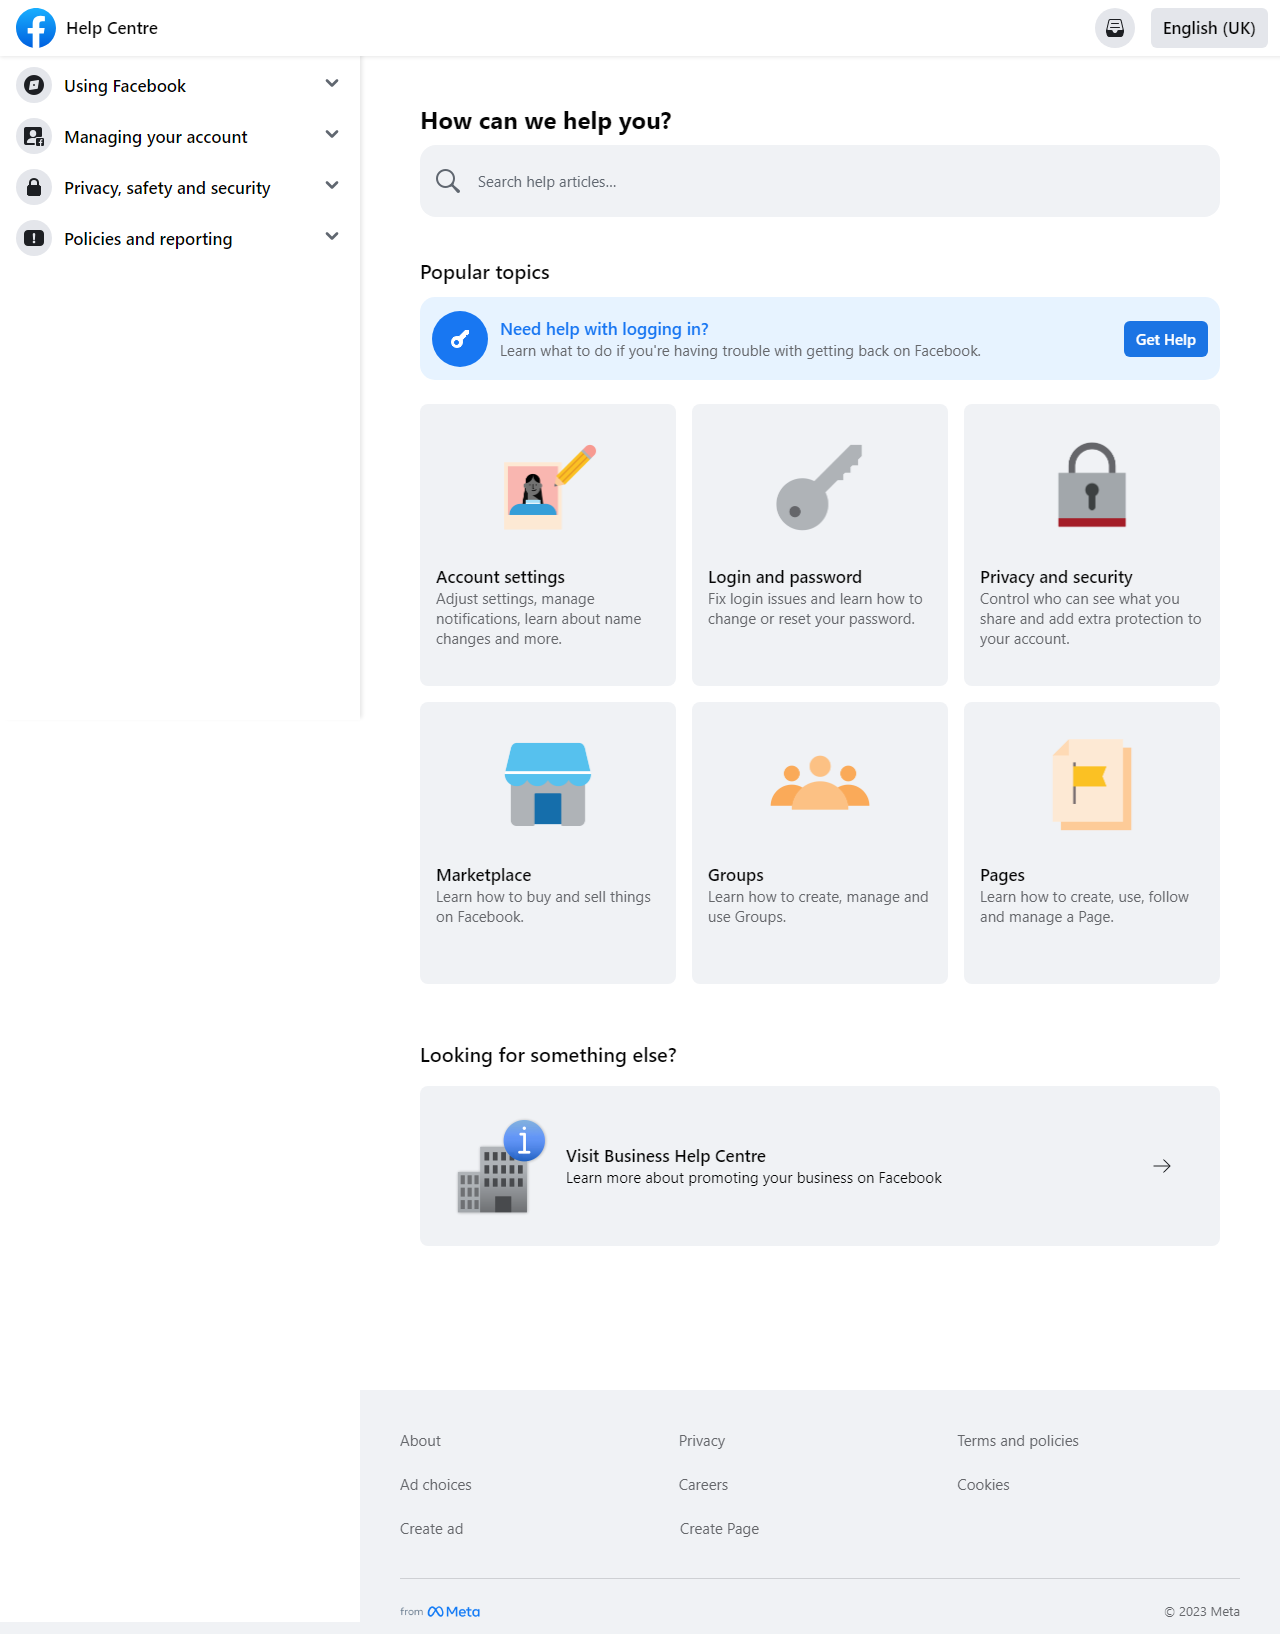 Help Centre
English (UK)
Using Facebook
Managing your account
Privacy, safety and security
Policies and reporting
How can we help you?
Search help articles...
Popular topics
Need help with logging in?
Learn what to do if you're having trouble with getting back on Facebook.
Get Help
Account settings
Adjust settings, manage
notifications, learn about name
changes and more.
Login and password
Fix login issues and learn how to
change or reset your password.
Privacy and security
Control who can see what you
share and add extra protection to
your account.
Marketplace
Learn how to buy and sell things
on Facebook.
Groups
Learn how to create, manage and
use Groups.
Pages
Learn how to create, use, follow
and manage a Page.
Looking for something else?
Visit Business Help Centre
Learn more about promoting your business on Facebook
About
Privacy
Terms and policies
Ad choices
Careers
Cookies
Create ad
Create Page
from Meta
© 2023 Meta